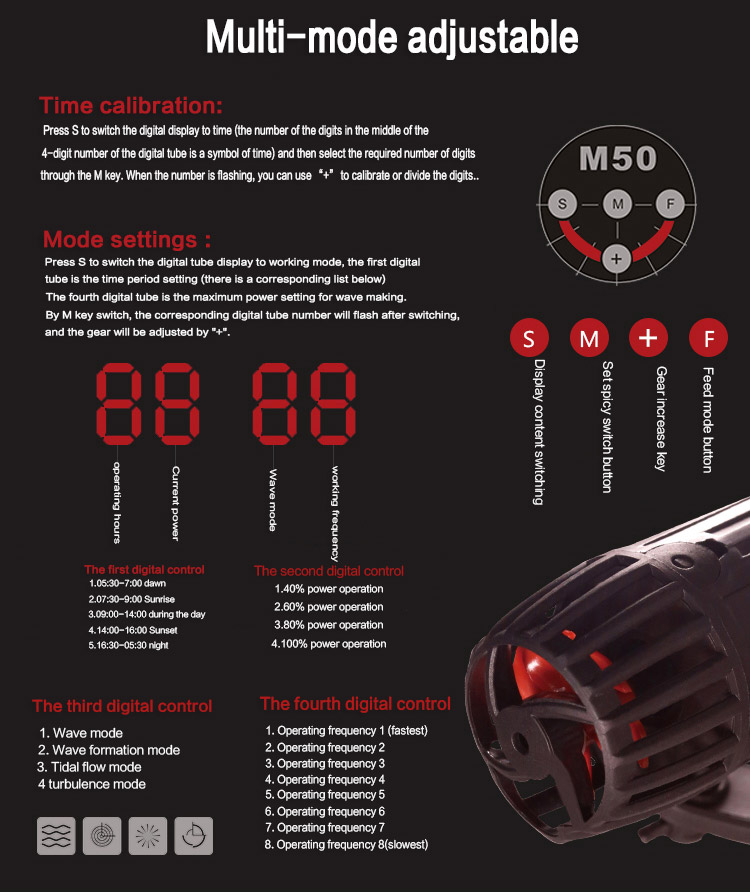 Multi-mode adjustable
Time calibration:
Press S to switch the digital display to time (the number of the digits in the middle of the
4-digit number of the digital tube is a symbol of time) and then select the required number of digits
through the M key. When the number is flashing, you can use “+” to calibrate or divide the digits..
M50
S M F
+
Mode settings :
Press S to switch the digital tube display to working mode, the first digital
tube is the time period setting (there is a corresponding list below)
The fourth digital tube is the maximum power setting for wave making.
By M key switch, the corresponding digital tube number will flash after switching,
and the gear will be adjusted by "+".
S M + F
Display content switching
Set spicy switch button
Gear increase key
Feed mode button
88 88
operating hours
Current power
Wave mode
working frequency
The first digital control
1.05:30-7:00 dawn
2.07:30-9:00 Sunrise
3.09:00-14:00 during the day
4.14:00-16:00 Sunset
5.16:30-05:30 night
The second digital control
1.40% power operation
2.60% power operation
3.80% power operation
4.100% power operation
The third digital control
1. Wave mode
2. Wave formation mode
3. Tidal flow mode
4 turbulence mode
The fourth digital control
1. Operating frequency 1 (fastest)
2. Operating frequency 2
3. Operating frequency 3
4. Operating frequency 4
5. Operating frequency 5
6. Operating frequency 6
7. Operating frequency 7
8. Operating frequency 8(slowest)